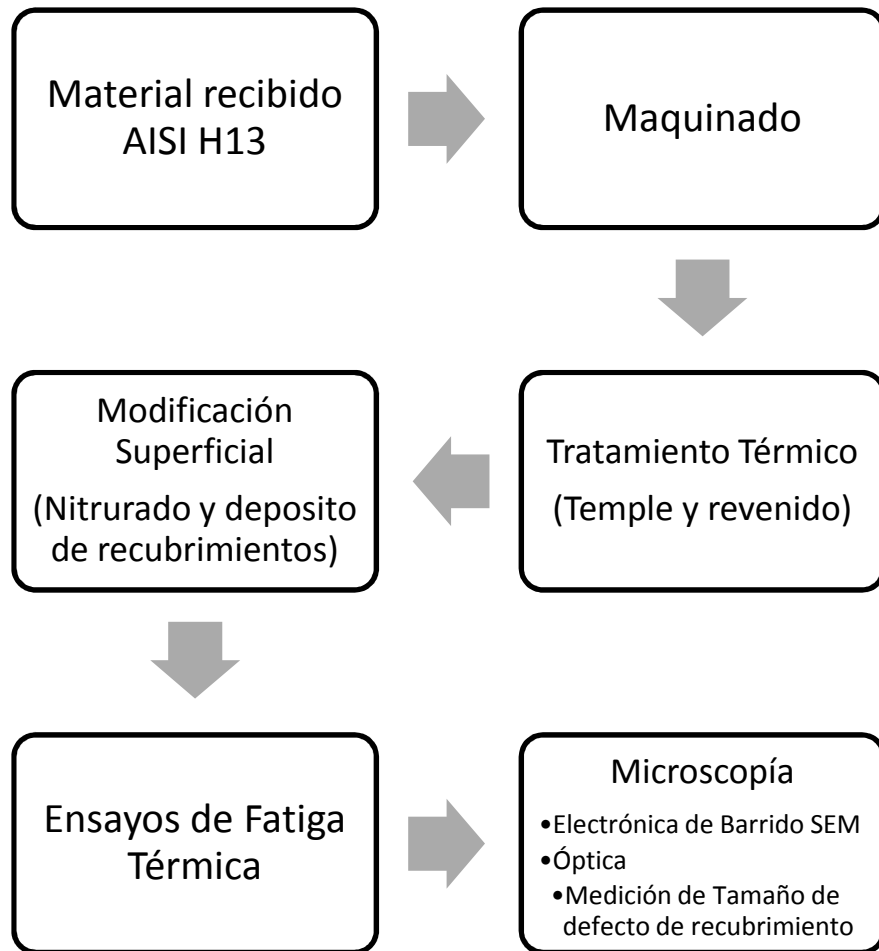 Material recibido
AISI H13
Maquinado
Tratamiento Térmico
(Temple y revenido)
Modificación
Superficial
(Nitrurado y deposito
de recubrimientos)
Ensayos de Fatiga
Térmica
Microscopía
•Electrónica de Barrido SEM
•Óptica
•Medición de Tamaño de
defecto de recubrimiento